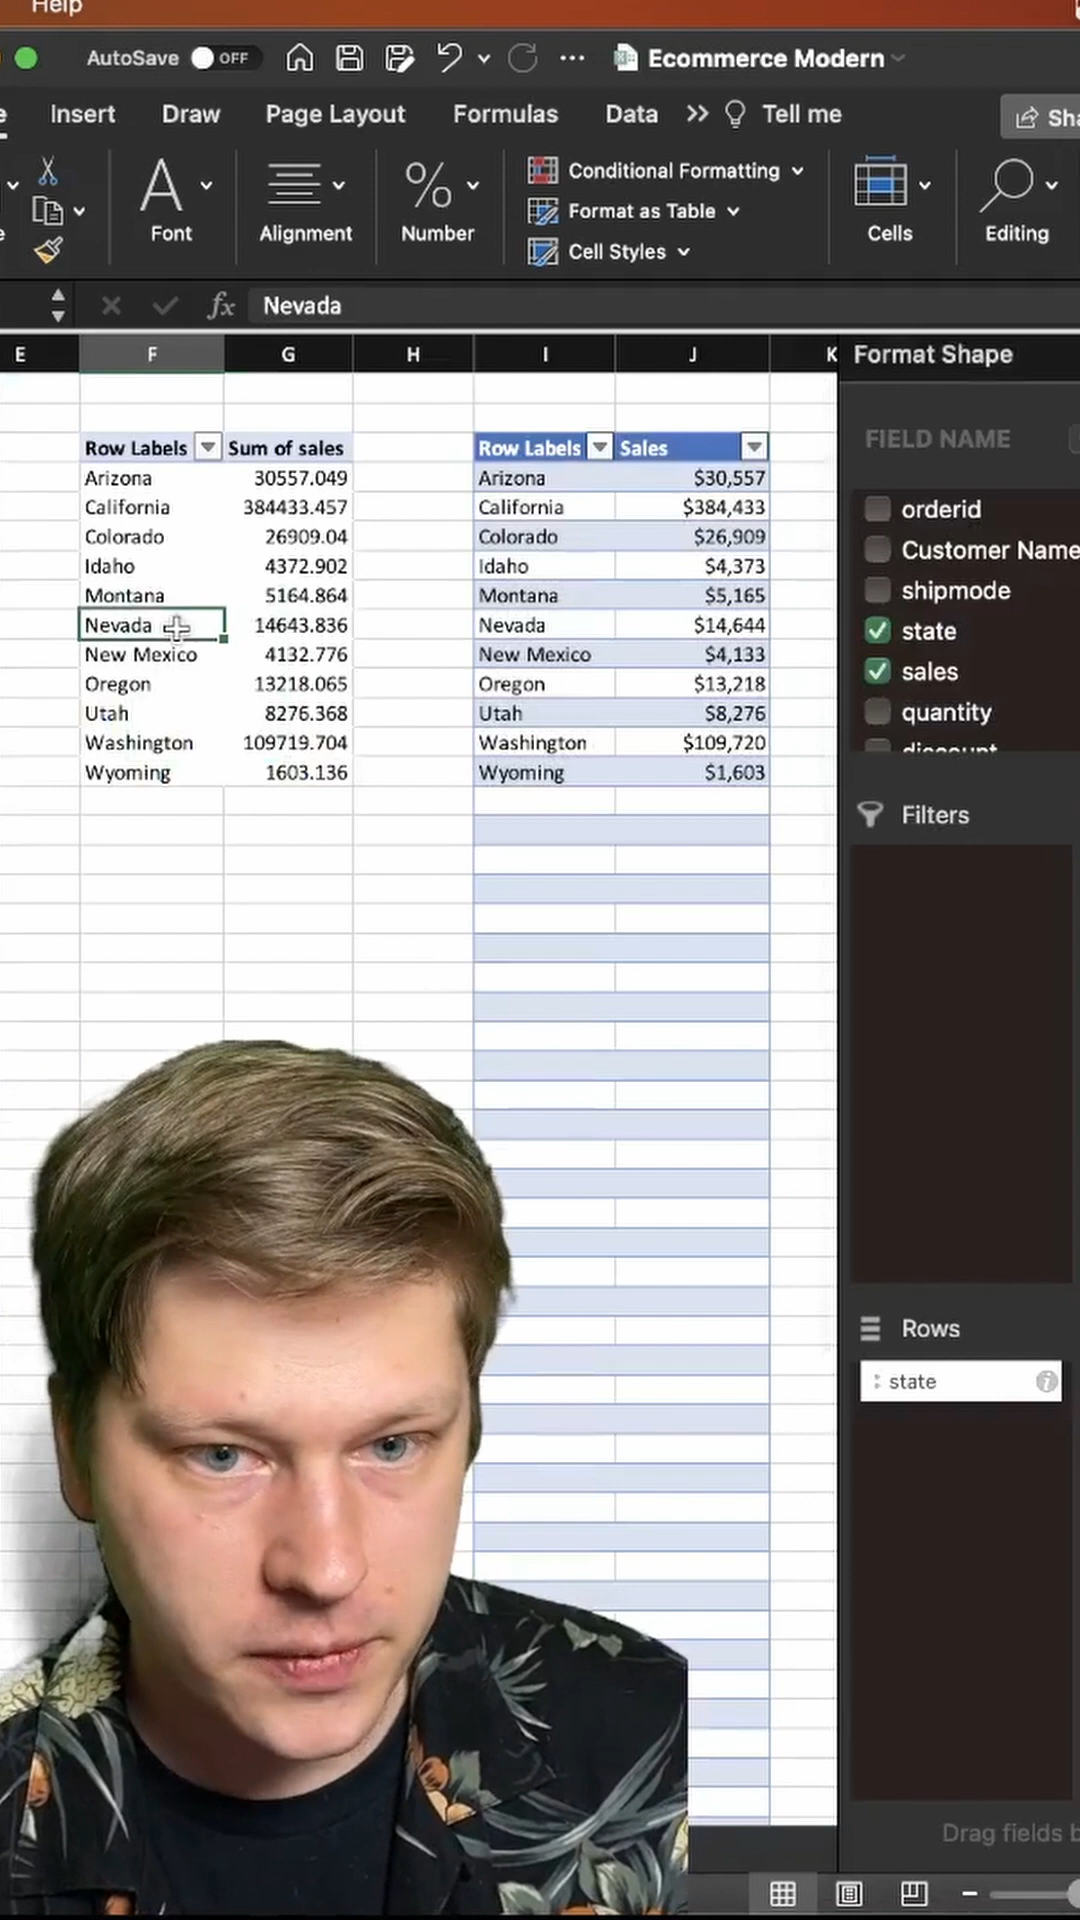 Help
AutoSave OFF ... Ecommerce Modern
Insert Draw Page Layout Formulas Data >> Tell me
Conditional Formatting
Format as Table
Cell Styles
Font Alignment Number Cells Editing
fx Nevada
E F G H I J K
Format Shape
FIELD NAME
Row Labels Sum of sales Row Labels Sales
Arizona 30557.049 Arizona $30,557
California 384433.457 California $384,433
Colorado 26909.04 Colorado $26,909
Idaho 4372.902 Idaho $4,373
Montana 5164.864 Montana $5,165
Nevada 14643.836 Nevada $14,644
New Mexico 4132.776 New Mexico $4,133
Oregon 13218.065 Oregon $13,218
Utah 8276.368 Utah $8,276
Washington 109719.704 Washington $109,720
Wyoming 1603.136 Wyoming $1,603
orderid
Customer Name
shipmode
state
sales
quantity
discount
Filters
Rows
state
Drag fields